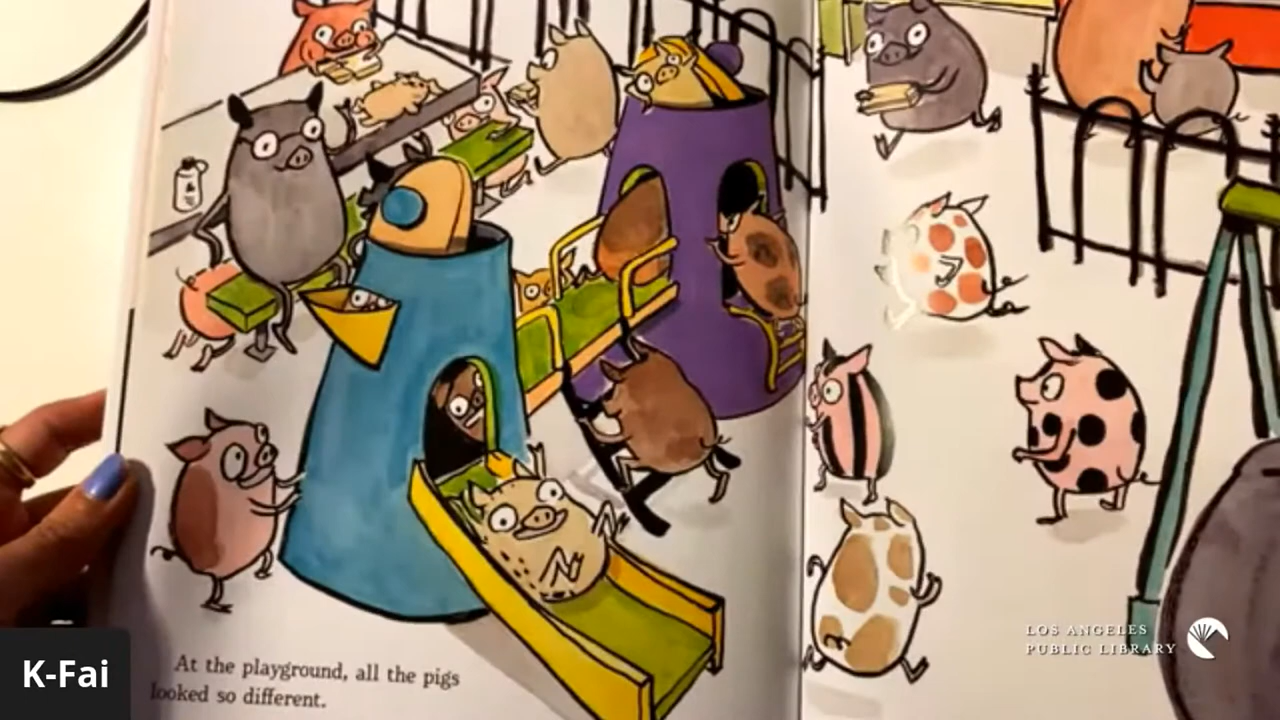 At the playground, all the pigs
looked so different.
K-Fai
LOS ANGELES
PUBLIC LIBRARY